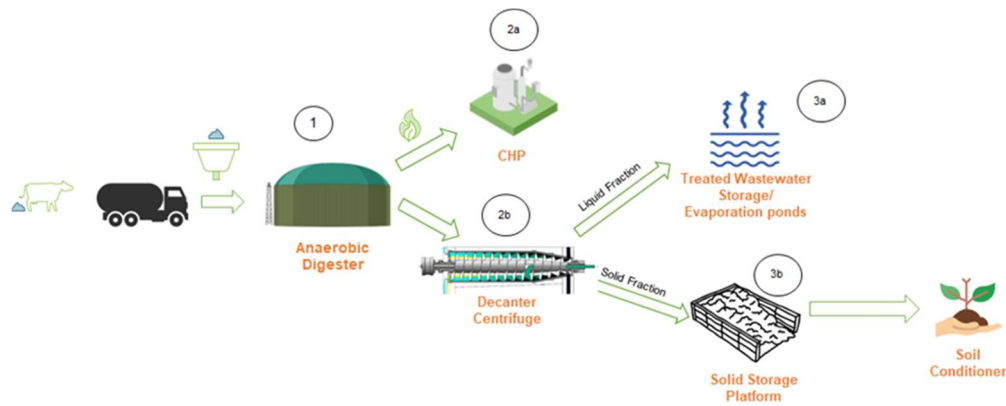 1
Anaerobic
Digester
2a
CHP
2b
Decanter
Centrifuge
Liquid Fraction
Solid Fraction
3a
Treated Wastewater
Storage/
Evaporation ponds
3b
Solid Storage
Platform
Soil
Conditioner